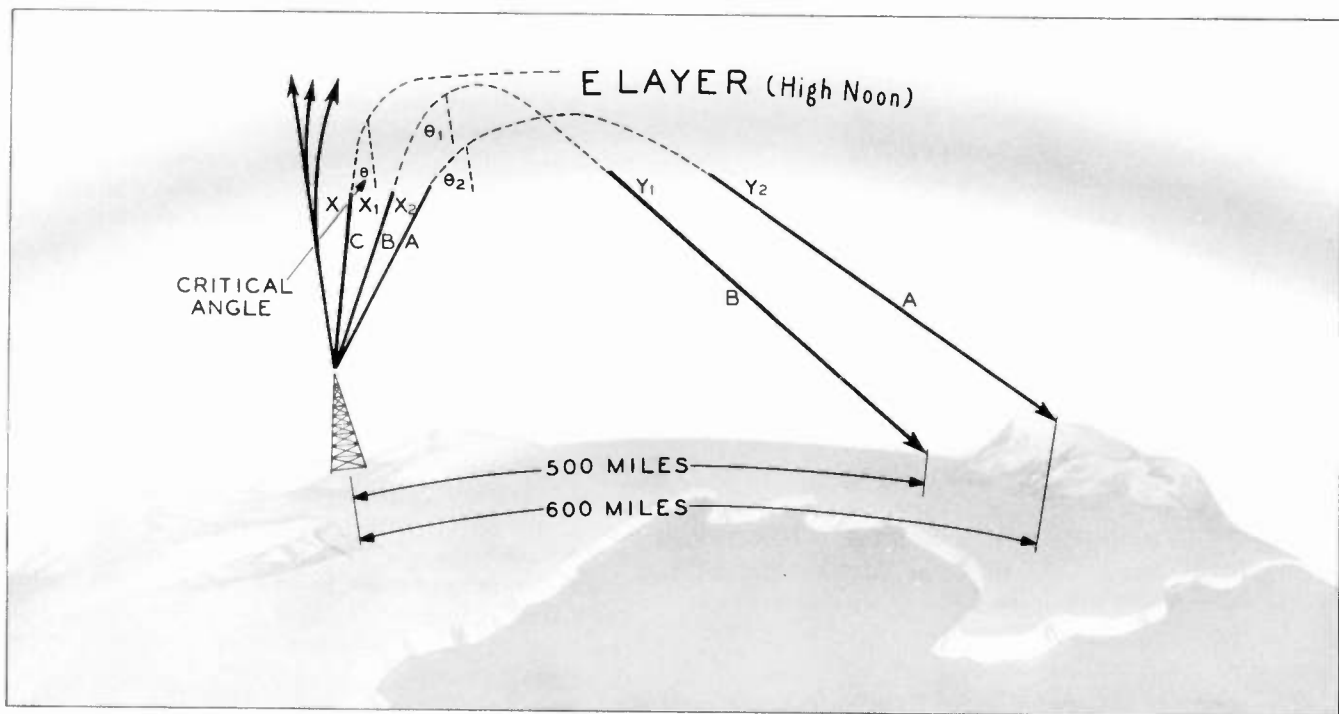 E LAYER (High Noon)
θ1
θ
θ2
X
X1
X2
Y1
Y2
C
B
A
CRITICAL
ANGLE
B
A
500 MILES
600 MILES